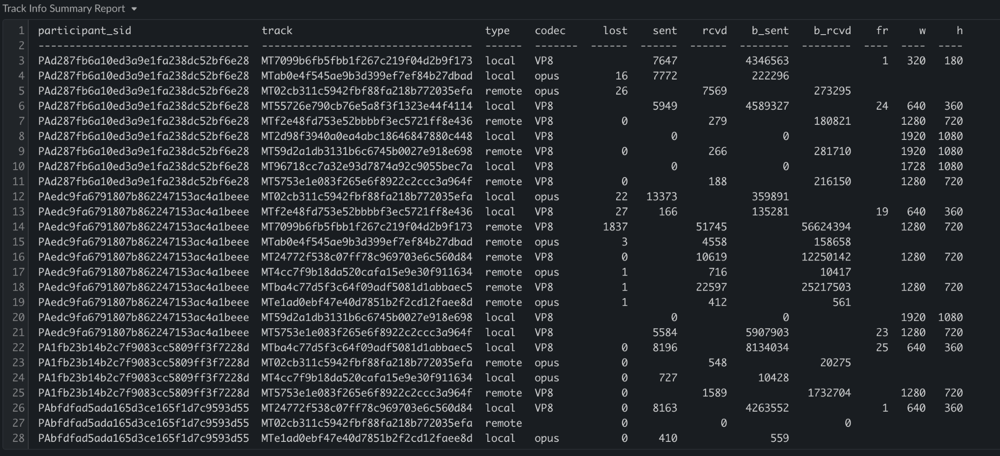 Track Info Summary Report
1 participant_sid track type codec lost sent rcvd b_sent b_rcvd fr w h
2 ---------------------------------- ---------------------------------- ------ ------- ------ ------ ------ -------- -------- ---- ---- ----
3 PAd287fb6a10ed3a9e1fa238dc52bf6e28 MT7099b6fb5fbb1f267c219f04d2b9f173 local VP8 7647 4346563 1 320 180
4 PAd287fb6a10ed3a9e1fa238dc52bf6e28 MTab0e4f545ae9b3d399ef7ef84b27dbad local opus 16 7772 222296
5 PAd287fb6a10ed3a9e1fa238dc52bf6e28 MT02cb311c5942fbf88fa218b772035efa remote opus 26 7569 273295
6 PAd287fb6a10ed3a9e1fa238dc52bf6e28 MT55726e790cb76e5a8f3f1323e44f4114 local VP8 5949 4589327 24 640 360
7 PAd287fb6a10ed3a9e1fa238dc52bf6e28 MTf2e48fd753e52bbbbf3ec5721ff8e436 remote VP8 0 279 180821 1280 720
8 PAd287fb6a10ed3a9e1fa238dc52bf6e28 MT2d98f3940a0ea4abc18646847880c448 local VP8 0 0 1920 1080
9 PAd287fb6a10ed3a9e1fa238dc52bf6e28 MT59d2a1db3131b6c6745b0027e918e698 remote VP8 0 266 281710 1920 1080
10 PAd287fb6a10ed3a9e1fa238dc52bf6e28 MT96718cc7a32e93d7874a92c9055bec7a local VP8 0 0 1728 1080
11 PAd287fb6a10ed3a9e1fa238dc52bf6e28 MT5753e1e083f265e6f8922c2ccc3a964f remote VP8 0 188 216150 1280 720
12 PAedc9fa6791807b862247153ac4a1beee MT02cb311c5942fbf88fa218b772035efa local opus 22 13373 359891
13 PAedc9fa6791807b862247153ac4a1beee MTf2e48fd753e52bbbbf3ec5721ff8e436 local VP8 27 166 135281 19 640 360
14 PAedc9fa6791807b862247153ac4a1beee MT7099b6fb5fbb1f267c219f04d2b9f173 remote VP8 1837 51745 56624394 1280 720
15 PAedc9fa6791807b862247153ac4a1beee MTab0e4f545ae9b3d399ef7ef84b27dbad remote opus 3 4558 158658
16 PAedc9fa6791807b862247153ac4a1beee MT24772f538c07ff78c969703e6c560d84 remote VP8 0 10619 12250142 1280 720
17 PAedc9fa6791807b862247153ac4a1beee MT4cc7f9b18da520cafa15e9e30f911634 remote opus 1 716 10417
18 PAedc9fa6791807b862247153ac4a1beee MTba4c77d5f3c64f09adf5081d1abbaec5 remote VP8 1 22597 25217503 1280 720
19 PAedc9fa6791807b862247153ac4a1beee MTe1ad0ebf47e40d7851b2f2cd12faee8d remote opus 1 412 561
20 PAedc9fa6791807b862247153ac4a1beee MT59d2a1db3131b6c6745b0027e918e698 local VP8 0 0 1920 1080
21 PAedc9fa6791807b862247153ac4a1beee MT5753e1e083f265e6f8922c2ccc3a964f local VP8 5584 5907903 23 1280 720
22 PA1fb23b14b2c7f9083cc5809ff3f7228d MTba4c77d5f3c64f09adf5081d1abbaec5 local VP8 0 8196 8134034 25 640 360
23 PA1fb23b14b2c7f9083cc5809ff3f7228d MT02cb311c5942fbf88fa218b772035efa remote opus 0 548 20275
24 PA1fb23b14b2c7f9083cc5809ff3f7228d MT4cc7f9b18da520cafa15e9e30f911634 local opus 0 727 10428
25 PA1fb23b14b2c7f9083cc5809ff3f7228d MT5753e1e083f265e6f8922c2ccc3a964f remote VP8 0 1589 1732704 1280 720
26 PAbfdfad5ada165d3ce165f1d7c9593d55 MT24772f538c07ff78c969703e6c560d84 local VP8 0 8163 4263552 1 640 360
27 PAbfdfad5ada165d3ce165f1d7c9593d55 MT02cb311c5942fbf88fa218b772035efa remote 0 0 0
28 PAbfdfad5ada165d3ce165f1d7c9593d55 MTe1ad0ebf47e40d7851b2f2cd12faee8d local opus 0 410 559